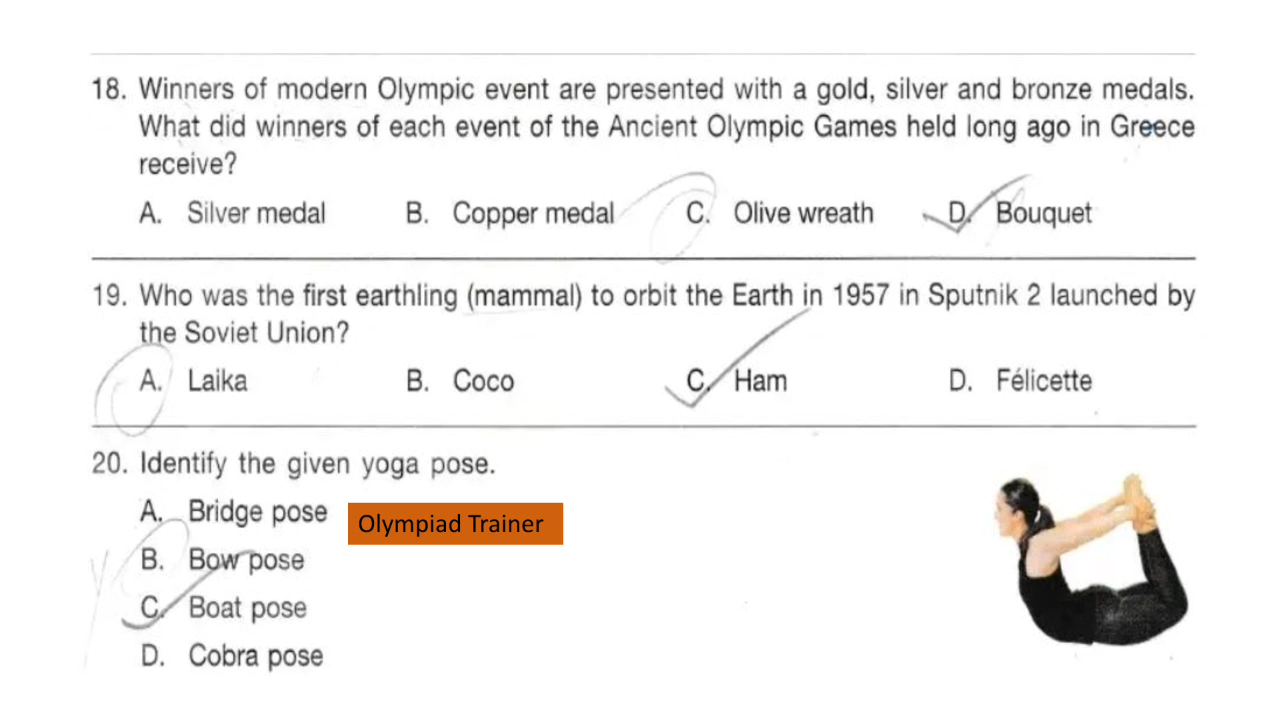 18. Winners of modern Olympic event are presented with a gold, silver and bronze medals.
What did winners of each event of the Ancient Olympic Games held long ago in Greece
receive?
A. Silver medal B. Copper medal C. Olive wreath D. Bouquet
19. Who was the first earthling (mammal) to orbit the Earth in 1957 in Sputnik 2 launched by
the Soviet Union?
A. Laika B. Coco C. Ham D. Félicette
20. Identify the given yoga pose.
A. Bridge pose
Olympiad Trainer
B. Bow pose
C. Boat pose
D. Cobra pose